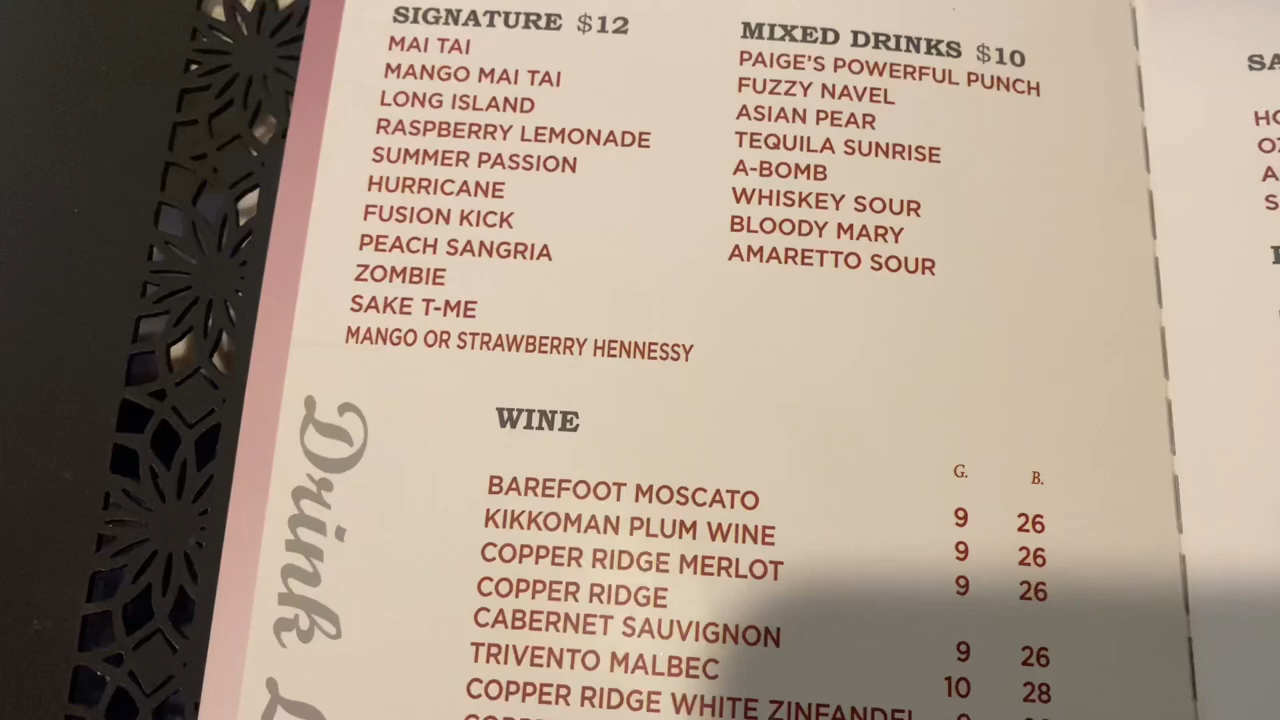 SIGNATURE $12
MAI TAI
MANGO MAI TAI
LONG ISLAND
RASPBERRY LEMONADE
SUMMER PASSION
HURRICANE
FUSION KICK
PEACH SANGRIA
ZOMBIE
SAKE T-ME
MANGO OR STRAWBERRY HENNESSY
MIXED DRINKS $10
PAIGE'S POWERFUL PUNCH
FUZZY NAVEL
ASIAN PEAR
TEQUILA SUNRISE
A-BOMB
WHISKEY SOUR
BLOODY MARY
AMARETTO SOUR
WINE
G. B.
BAREFOOT MOSCATO 9 26
KIKKOMAN PLUM WINE 9 26
COPPER RIDGE MERLOT 9 26
COPPER RIDGE
CABERNET SAUVIGNON 9 26
TRIVENTO MALBEC 10 28
COPPER RIDGE WHITE ZINFANDEL
Drink